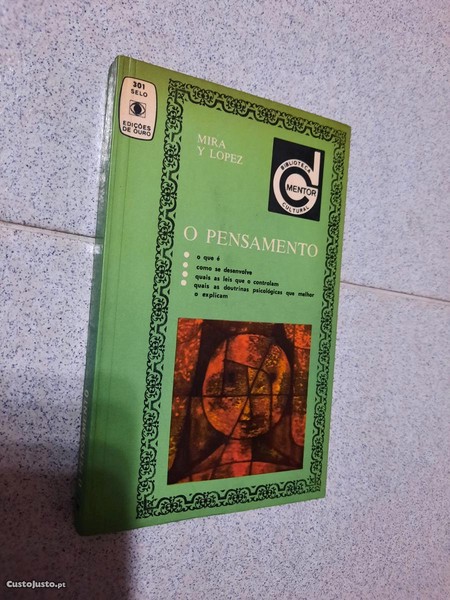 301
SELO
EDIÇÕES
DE OURO
MIRA
Y LOPEZ
BIBLIOTECA
MENTOR
CULTURAL
O PENSAMENTO
o que é
como se desenvolve
quais as leis que o controlam
quais as doutrinas psicológicas que melhor
o explicam
CustoJusto.pt